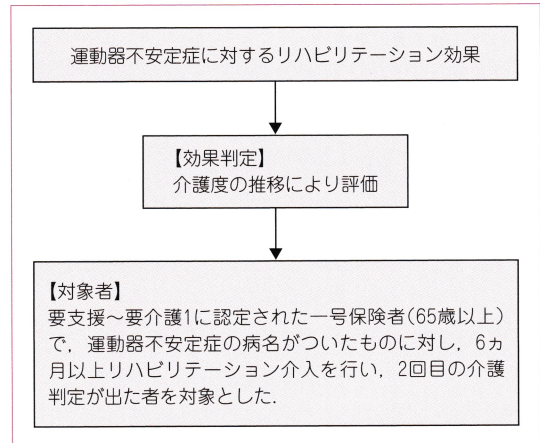 運動器不安定症に対するリハビリテーション効果
【効果判定】
介護度の推移により評価
【対象者】
要支援〜要介護1に認定された一号保険者(65歳以上)
で，運動器不安定症の病名がついたものに対し，6ヵ
月以上リハビリテーション介入を行い，2回目の介護
判定が出た者を対象とした．